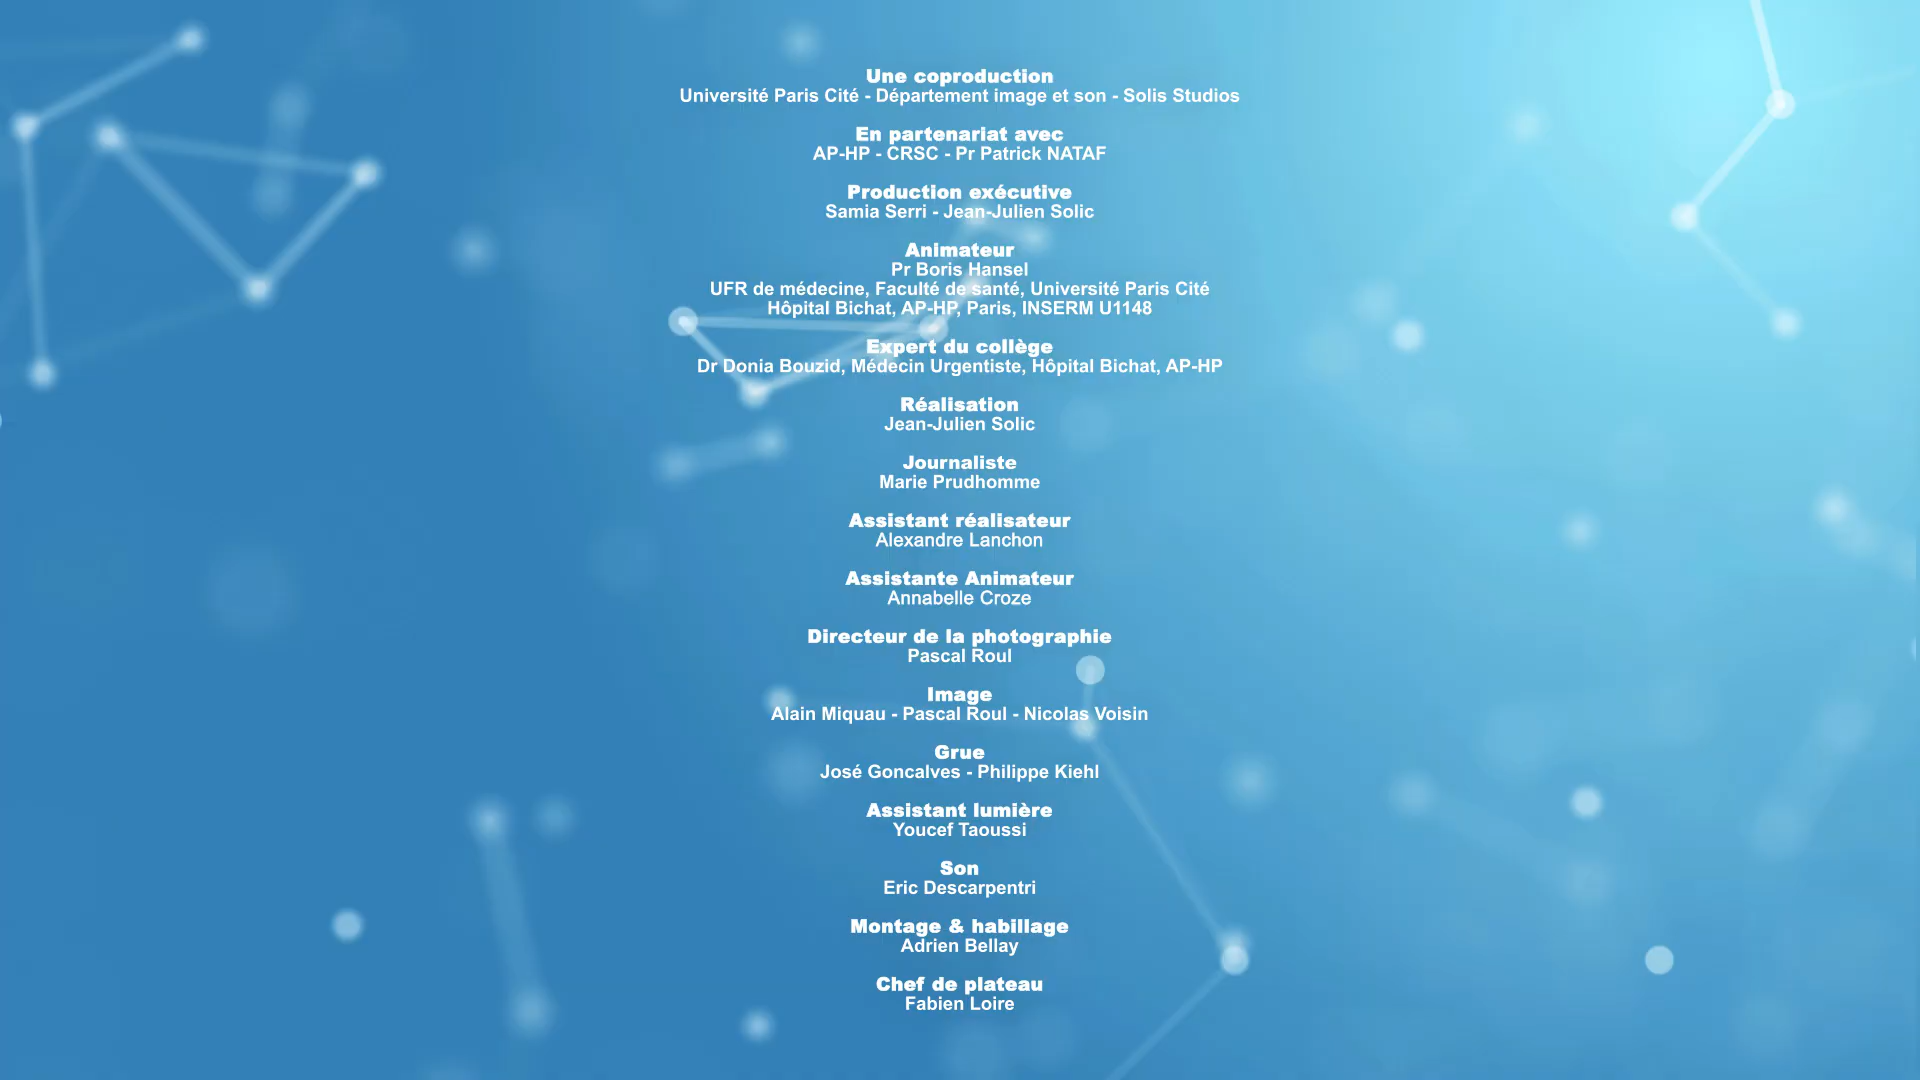 Une coproduction
Université Paris Cité - Département image et son - Solis Studios
En partenariat avec
AP-HP - CRSC - Pr Patrick NATAF
Production exécutive
Samia Serri - Jean-Julien Solic
Animateur
Pr Boris Hansel
UFR de médecine, Faculté de santé, Université Paris Cité
Hôpital Bichat, AP-HP, Paris, INSERM U1148
Expert du collège
Dr Donia Bouzid, Médecin Urgentiste, Hôpital Bichat, AP-HP
Réalisation
Jean-Julien Solic
Journaliste
Marie Prudhomme
Assistant réalisateur
Alexandre Lanchon
Assistante Animateur
Annabelle Croze
Directeur de la photographie
Pascal Roul
Image
Alain Miquau - Pascal Roul - Nicolas Voisin
Grue
José Goncalves - Philippe Kiehl
Assistant lumière
Youcef Taoussi
Son
Eric Descarpentri
Montage & habillage
Adrien Bellay
Chef de plateau
Fabien Loire